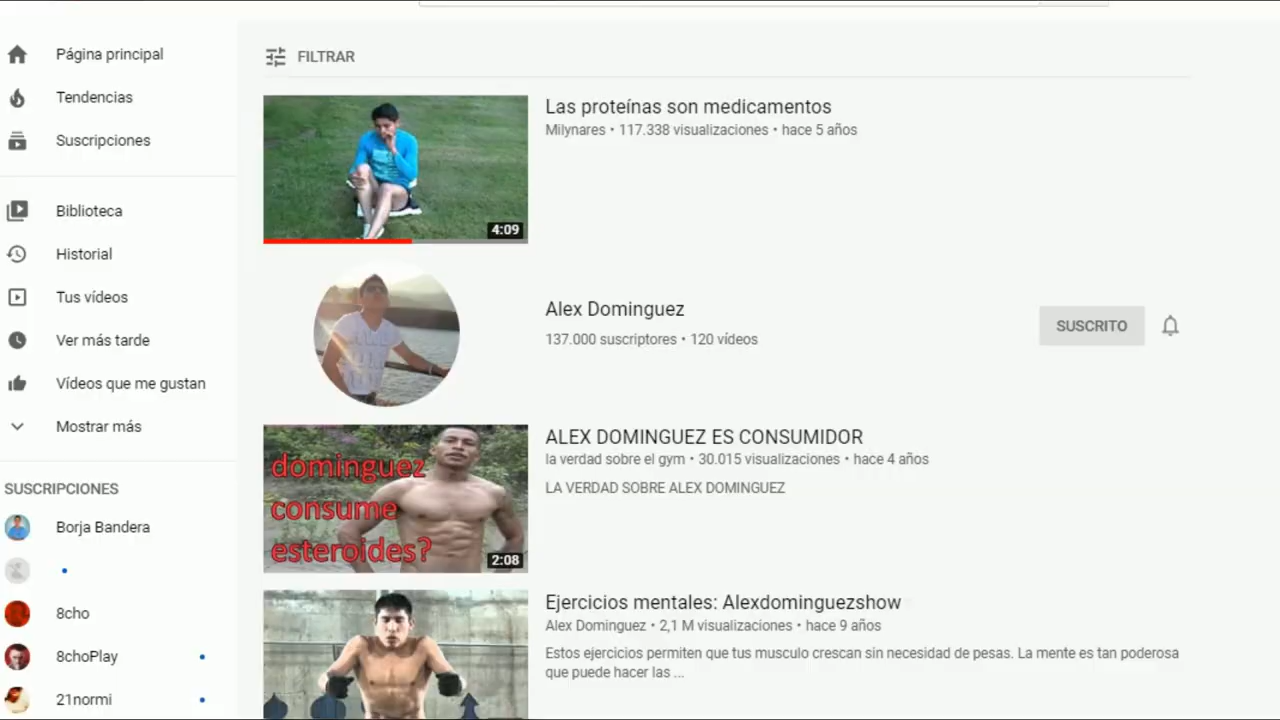 Página principal
Tendencias
Suscripciones
Biblioteca
Historial
Tus vídeos
Ver más tarde
Vídeos que me gustan
Mostrar más
SUSCRIPCIONES
Borja Bandera
8cho
8choPlay
21normi
FILTRAR
4:09
Las proteínas son medicamentos
Milynares • 117.338 visualizaciones • hace 5 años
Alex Dominguez
137.000 suscriptores • 120 vídeos
SUSCRITO
dominguez
consume
esteroides?
2:08
ALEX DOMINGUEZ ES CONSUMIDOR
la verdad sobre el gym • 30.015 visualizaciones • hace 4 años
LA VERDAD SOBRE ALEX DOMINGUEZ
Ejercicios mentales: Alexdominguezshow
Alex Dominguez • 2,1 M visualizaciones • hace 9 años
Estos ejercicios permiten que tus musculo crescan sin necesidad de pesas. La mente es tan poderosa
que puede hacer las ...